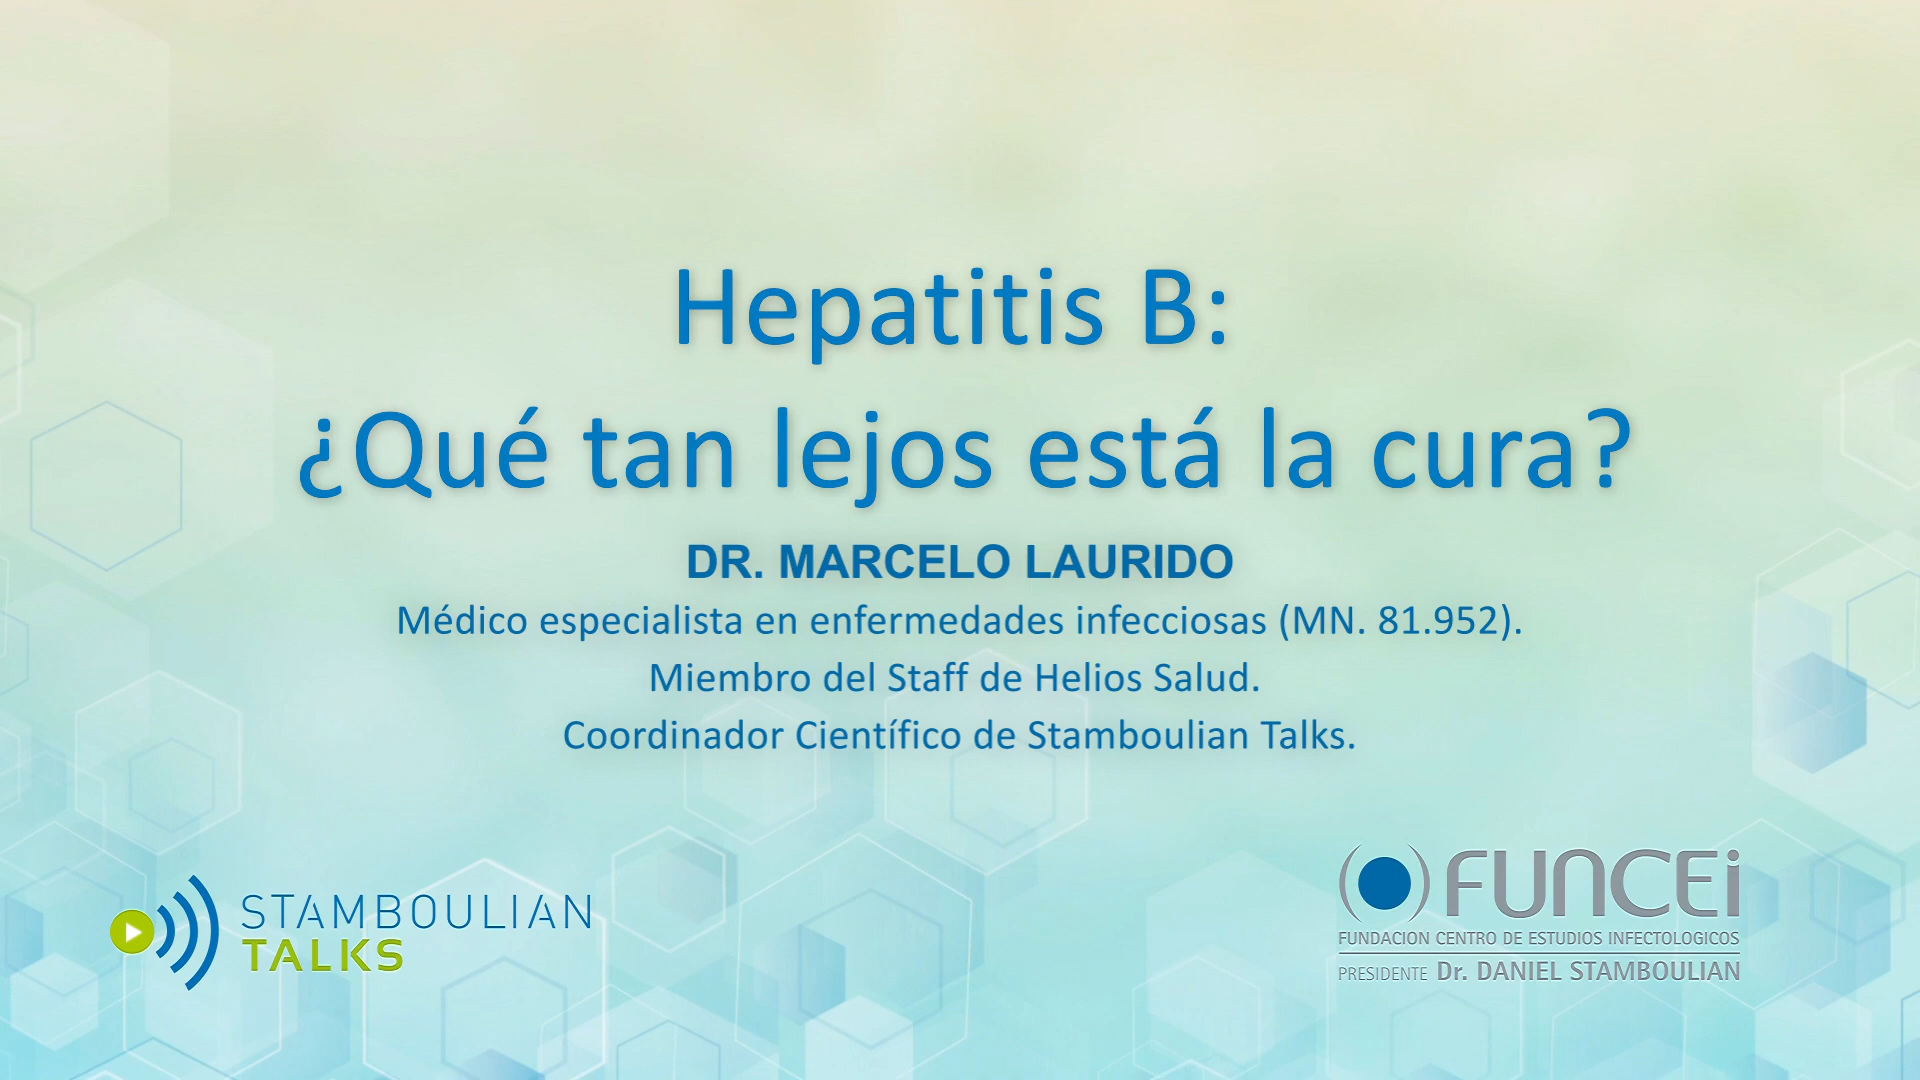 Hepatitis B:
¿Qué tan lejos está la cura?
DR. MARCELO LAURIDO
Médico especialista en enfermedades infecciosas (MN. 81.952).
Miembro del Staff de Helios Salud.
Coordinador Científico de Stamboulian Talks.
STAMBOULIAN
TALKS
FUNCEi
FUNDACION CENTRO DE ESTUDIOS INFECTOLOGICOS
PRESIDENTE Dr. DANIEL STAMBOULIAN